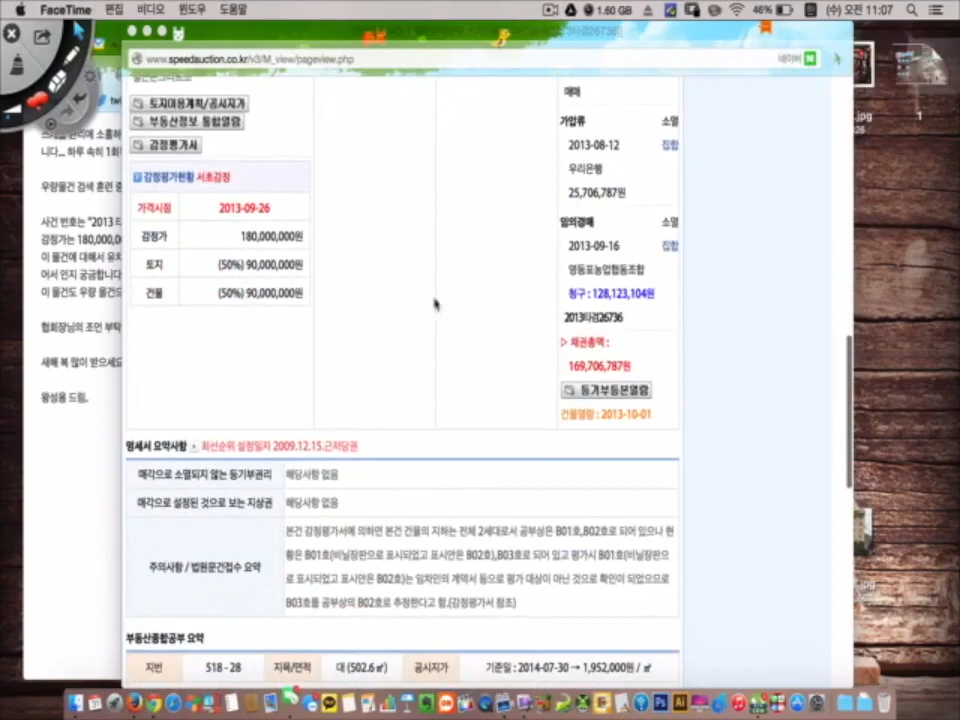 FaceTime 편집 비디오 윈도우 도움말
1.60 GB 46% (수) 오전 11:07
www.speedauction.co.kr/v3/M_view/pageview.php
네이버 N
토지이용계획/공시지가
부동산정보 통합열람
감정평가서
감정평가현황 서초감정
가격시점 2013-09-26
감정가 180,000,000원
토지 (50%) 90,000,000원
건물 (50%) 90,000,000원
매매
가압류 소멸
2013-08-12 집합
우리은행
25,706,787원
임의경매 소멸
2013-09-16 집합
영등포농업협동조합
청구 : 128,123,104원
2013타경26736
▷ 채권총액 :
169,706,787원
등기부등본열람
건물열람 : 2013-10-01
명세서 요약사항 최선순위 설정일자 2009.12.15.근저당권
매각으로 소멸되지 않는 등기부권리 해당사항 없음
매각으로 설정된 것으로 보는 지상권 해당사항 없음
주의사항 / 법원문건접수 요약
본건 감정평가서에 의하면 본건 건물의 지하는 전체 2세대로서 공부상은 B01호,B02호로 되어 있으나 현
황은 B01호(비닐장판으로 표시되었고 표시안은 B02호),B03호로 되어 있고 평가시 B01호(비닐장판으
로 표시되었고 표시안은 B02호)는 임차인의 계약서 등으로 평가 대상이 아닌 것으로 확인이 되었으므로
B03호를 공부상의 B02호로 추정한다고 함.(감정평가서 참조)
부동산종합공부 요약
지번 518 - 28 지목/면적 대 (502.6㎡) 공시지가 기준일 : 2014-07-30 → 1,952,000원 / ㎡
니다... 하루 속히 1회
우량물건 검색 훈련 중
사건 번호는 "2013 타
감정가는 180,000,0
이 물건에 대해서 유치
어서 인지 궁금합니다
이 물건도 우량 물건으
협회장님의 조언 부탁
새해 복 많이 받으세요
왕성용 드림.
.jpg
1